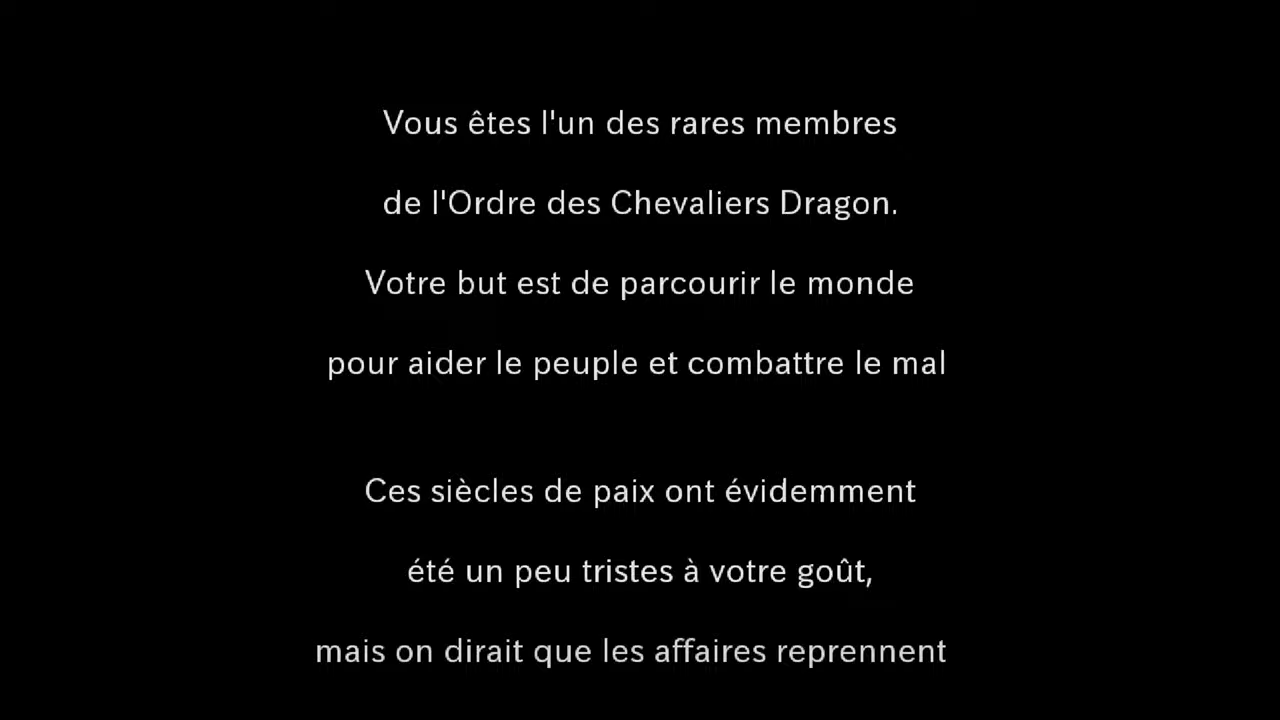 Vous êtes l'un des rares membres
de l'Ordre des Chevaliers Dragon.
Votre but est de parcourir le monde
pour aider le peuple et combattre le mal
Ces siècles de paix ont évidemment
été un peu tristes à votre goût,
mais on dirait que les affaires reprennent